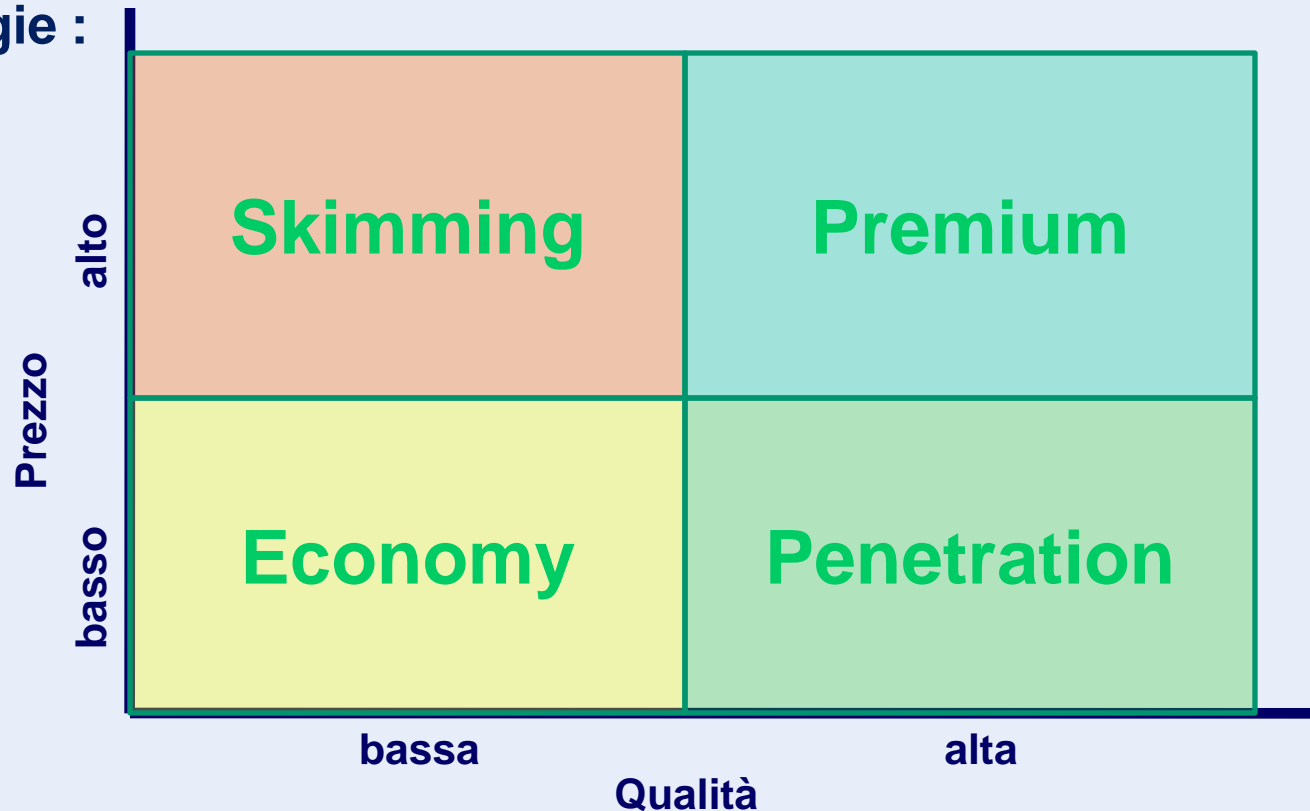 gie :
alto
Skimming
Premium
Prezzo
basso
Economy
Penetration
bassa
alta
Qualità